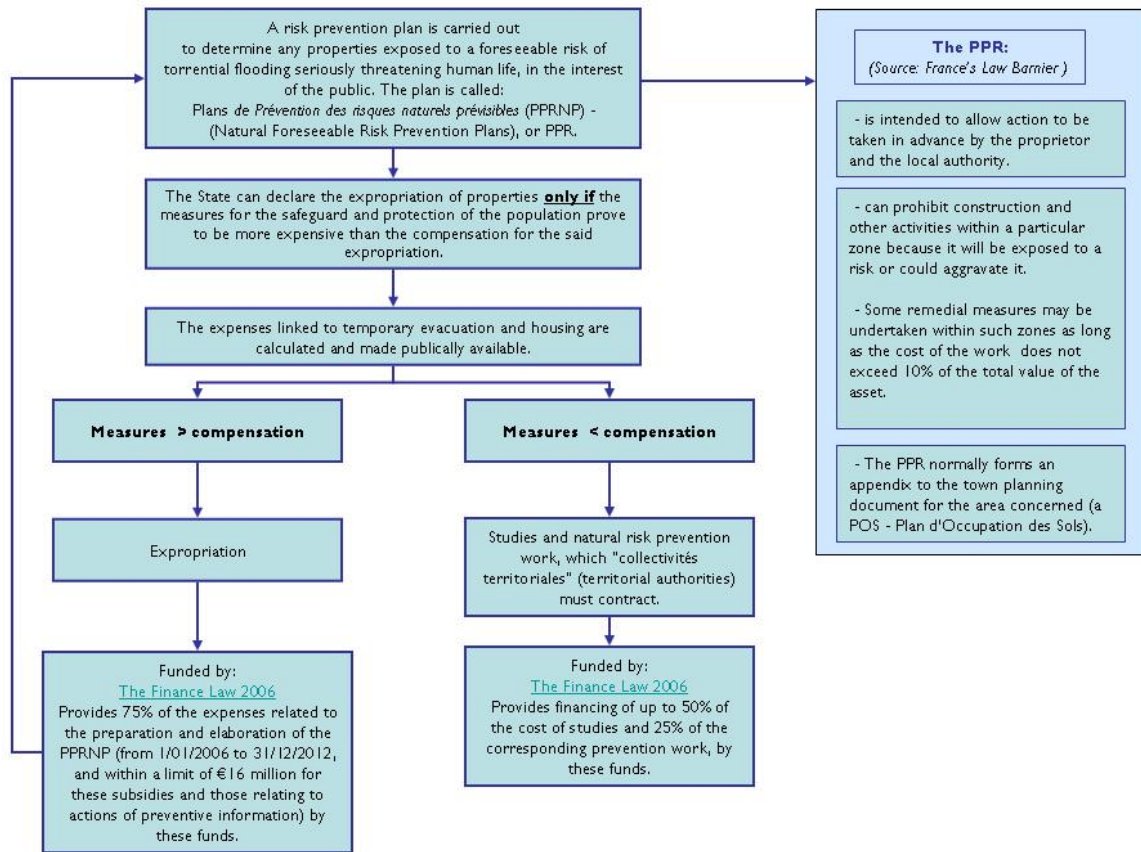 A risk prevention plan is carried out
to determine any properties exposed to a foreseeable risk of
torrential flooding seriously threatening human life, in the interest
of the public. The plan is called:
Plans de Prévention des risques naturels prévisibles (PPRNP) -
(Natural Foreseeable Risk Prevention Plans), or PPR.
The State can declare the expropriation of properties only if the
measures for the safeguard and protection of the population prove
to be more expensive than the compensation for the said
expropriation.
The expenses linked to temporary evacuation and housing are
calculated and made publically available.
Measures > compensation
Expropriation
Funded by:
The Finance Law 2006
Provides 75% of the expenses related to
the preparation and elaboration of the
PPRNP (from 1/01/2006 to 31/12/2012,
and within a limit of €16 million for
these subsidies and those relating to
actions of preventive information) by
these funds.
Measures < compensation
Studies and natural risk prevention
work, which "collectivités
territoriales" (territorial authorities)
must contract.
Funded by:
The Finance Law 2006
Provides financing of up to 50% of
the cost of studies and 25% of the
corresponding prevention work, by
these funds.
The PPR:
(Source: France's Law Barnier )
- is intended to allow action to be
taken in advance by the proprietor
and the local authority.
- can prohibit construction and
other activities within a particular
zone because it will be exposed to a
risk or could aggravate it.
- Some remedial measures may be
undertaken within such zones as long
as the cost of the work does not
exceed 10% of the total value of the
asset.
- The PPR normally forms an
appendix to the town planning
document for the area concerned (a
POS - Plan d'Occupation des Sols).